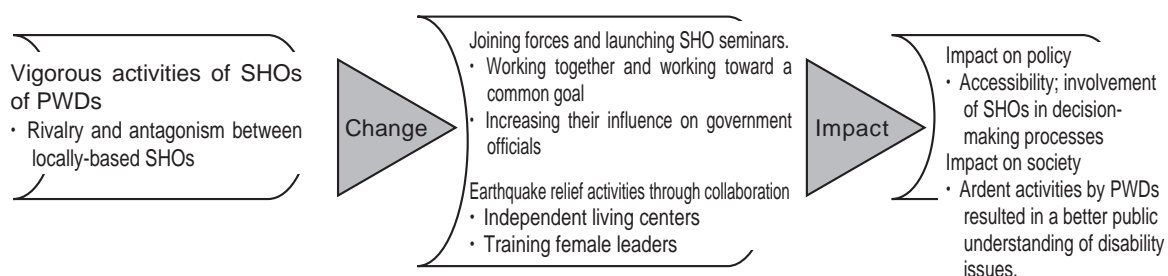 Vigorous activities of SHOs
of PWDs
・ Rivalry and antagonism between
locally-based SHOs
Change
Joining forces and launching SHO seminars.
・ Working together and working toward a
common goal
・ Increasing their influence on government
officials
Earthquake relief activities through collaboration
・ Independent living centers
・ Training female leaders
Impact
Impact on policy
・ Accessibility; involvement
of SHOs in decision-
making processes
Impact on society
・ Ardent activities by PWDs
resulted in a better public
understanding of disability
issues.